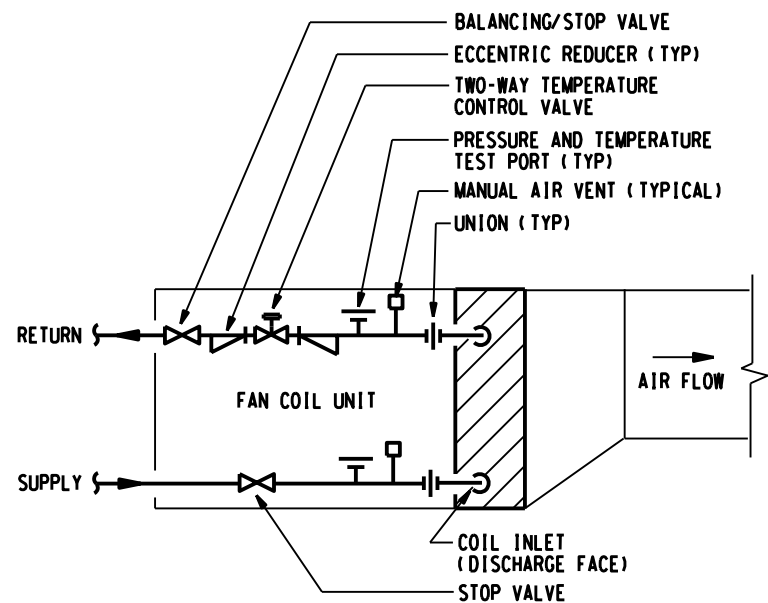 BALANCING/STOP VALVE
ECCENTRIC REDUCER (TYP)
TWO-WAY TEMPERATURE
CONTROL VALVE
PRESSURE AND TEMPERATURE
TEST PORT (TYP)
MANUAL AIR VENT (TYPICAL)
UNION (TYP)
RETURN
AIR FLOW
FAN COIL UNIT
SUPPLY
COIL INLET
(DISCHARGE FACE)
STOP VALVE